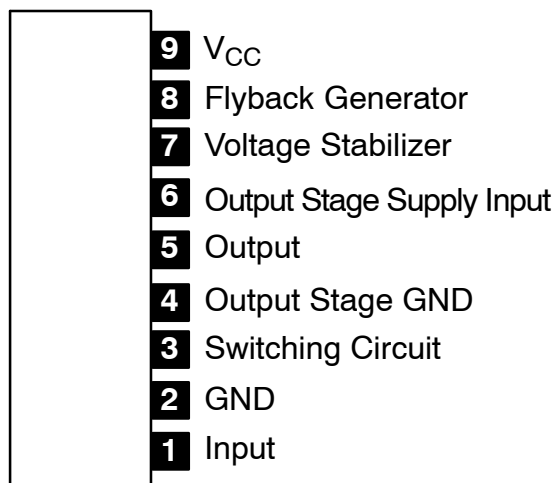 9 VCC
8 Flyback Generator
7 Voltage Stabilizer
6 Output Stage Supply Input
5 Output
4 Output Stage GND
3 Switching Circuit
2 GND
1 Input